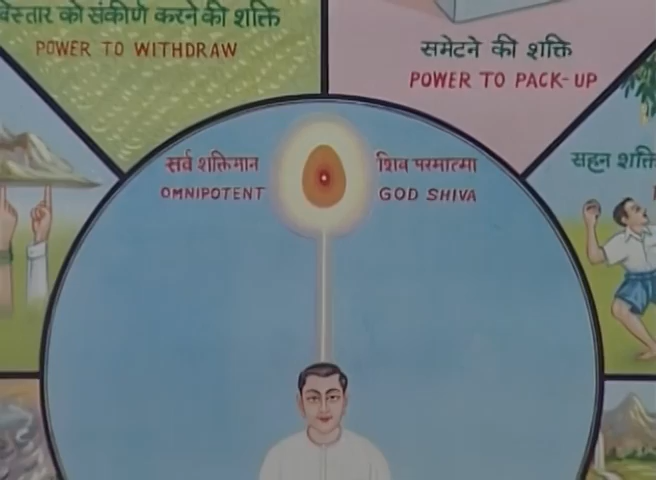 विस्तार को संकीर्ण करने की शक्ति
POWER TO WITHDRAW
समेटने की शक्ति
POWER TO PACK-UP
सर्व शक्तिमान
शिव परमात्मा
OMNIPOTENT
GOD SHIVA
सहन शक्ति